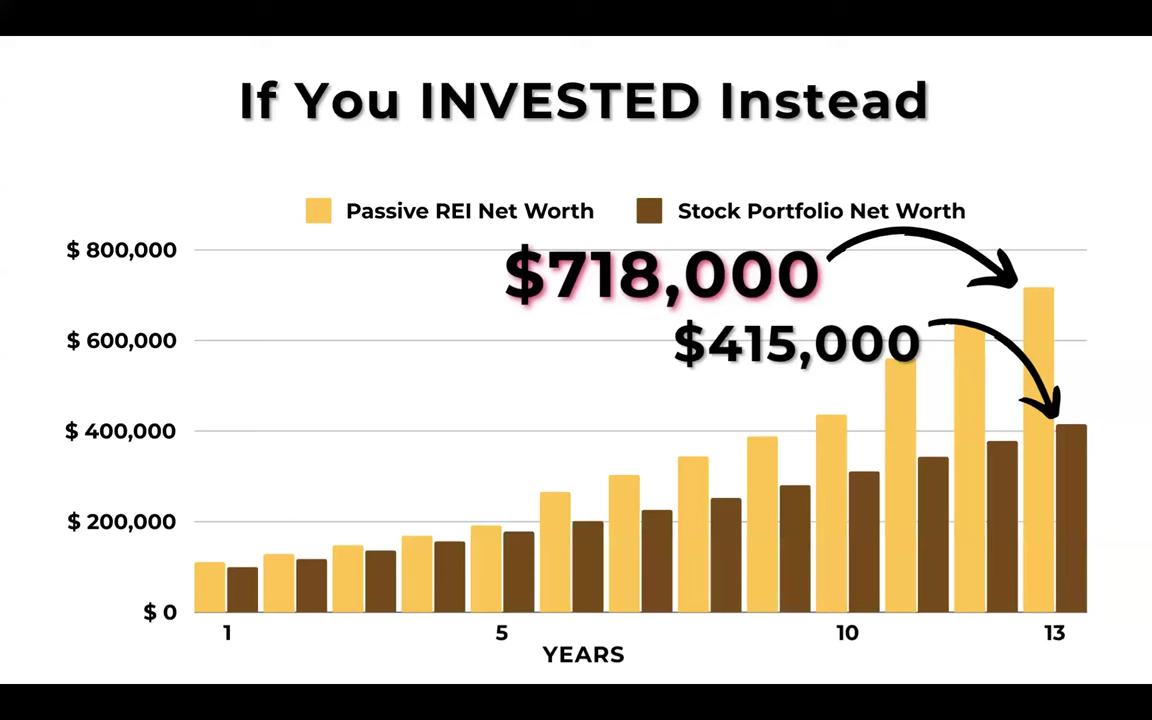 If You INVESTED Instead
Passive REI Net Worth
Stock Portfolio Net Worth
$ 800,000
$718,000
$ 600,000
$415,000
$ 400,000
$ 200,000
$ 0
1 5 10 13
YEARS